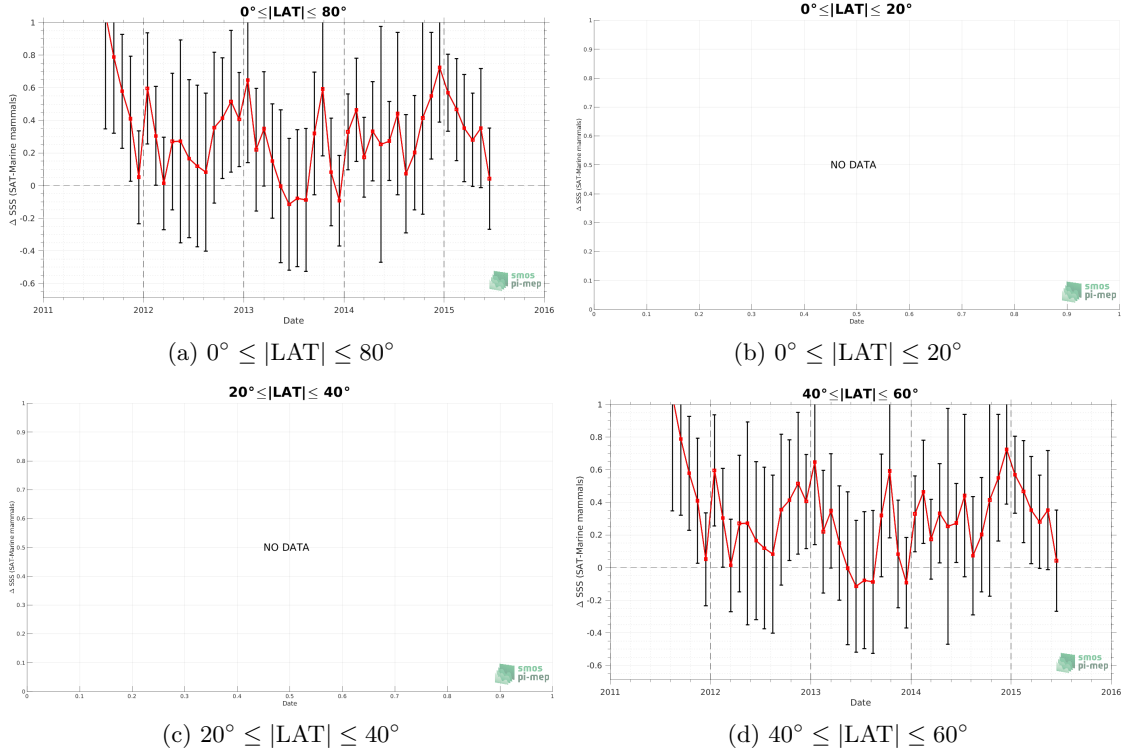 0°≤|LAT|≤ 80°
1
0.8
0.6
0.4
0.2
0
-0.2
-0.4
-0.6
Δ SSS (SAT-Marine mammals)
2011
2012
2013
2014
2015
2016
Date
smos
pi-mep
(a) 0° ≤ |LAT| ≤ 80°
0°≤|LAT|≤ 20°
1
0.9
0.8
0.7
0.6
0.5
0.4
0.3
0.2
0.1
0
Δ SSS (SAT-Marine mammals)
NO DATA
0
0.1
0.2
0.3
0.4
0.5
0.6
0.7
0.8
0.9
1
Date
smos
pi-mep
(b) 0° ≤ |LAT| ≤ 20°
20°≤|LAT|≤ 40°
1
0.9
0.8
0.7
0.6
0.5
0.4
0.3
0.2
0.1
0
Δ SSS (SAT-Marine mammals)
NO DATA
0
0.1
0.2
0.3
0.4
0.5
0.6
0.7
0.8
0.9
1
Date
smos
pi-mep
(c) 20° ≤ |LAT| ≤ 40°
40°≤|LAT|≤ 60°
1
0.8
0.6
0.4
0.2
0
-0.2
-0.4
-0.6
Δ SSS (SAT-Marine mammals)
2011
2012
2013
2014
2015
2016
Date
smos
pi-mep
(d) 40° ≤ |LAT| ≤ 60°